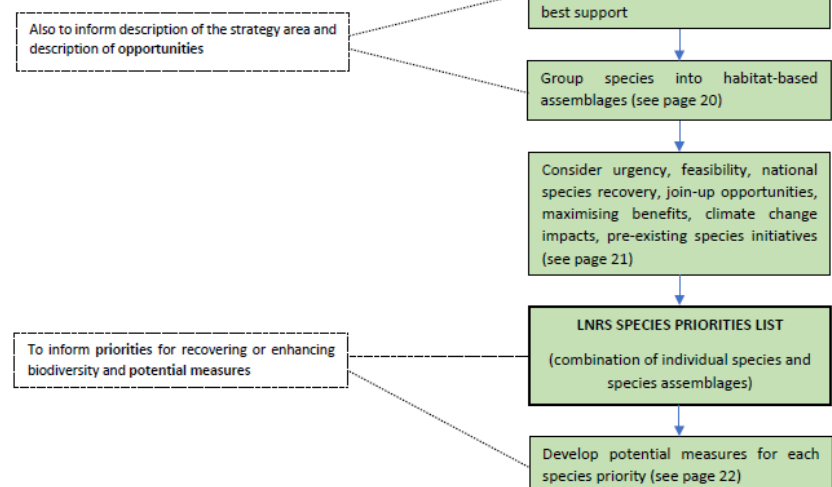 best support
Also to inform description of the strategy area and
description of opportunities
Group species into habitat-based
assemblages (see page 20)
Consider urgency, feasibility, national
species recovery, join-up opportunities,
maximising benefits, climate change
impacts, pre-existing species initiatives
(see page 21)
LNRS SPECIES PRIORITIES LIST
(combination of individual species and
species assemblages)
To inform priorities for recovering or enhancing
biodiversity and potential measures
Develop potential measures for each
species priority (see page 22)